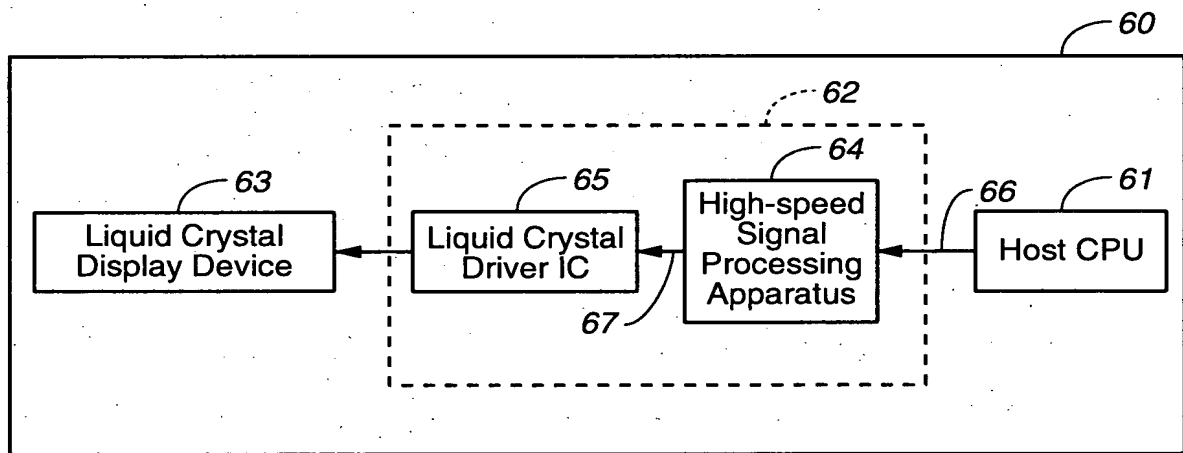 60
62
63
Liquid Crystal
Display Device
65
Liquid Crystal
Driver IC
67
64
High-speed
Signal
Processing
Apparatus
66
61
Host CPU